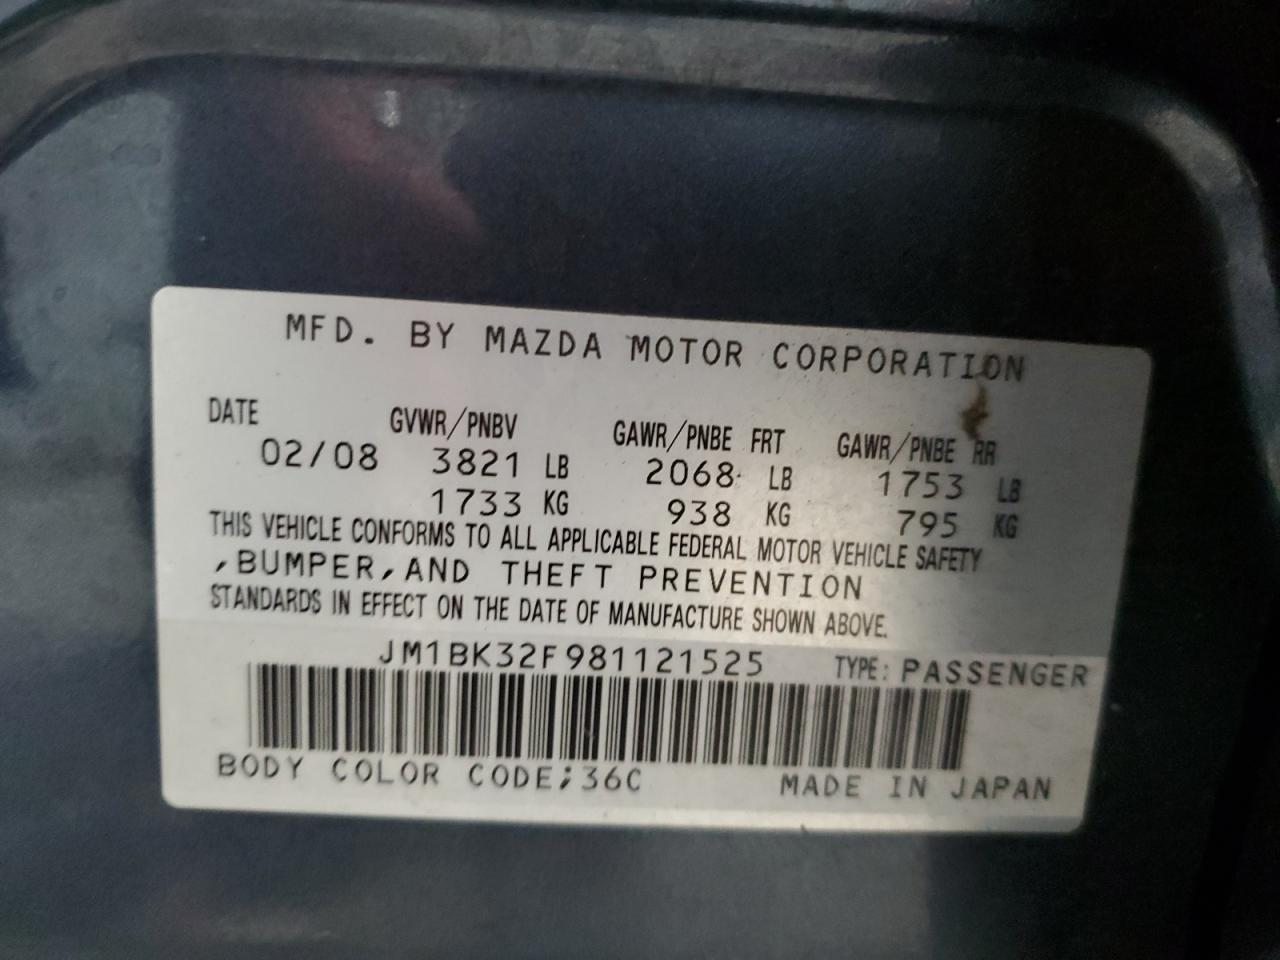 MFD. BY MAZDA MOTOR CORPORATION
DATE GVWR/PNBV GAWR/PNBE FRT GAWR/PNBE RR
02/08 3821 LB 2068 LB 1753 LB
1733 KG 938 KG 795 KG
THIS VEHICLE CONFORMS TO ALL APPLICABLE FEDERAL MOTOR VEHICLE SAFETY
,BUMPER,AND THEFT PREVENTION
STANDARDS IN EFFECT ON THE DATE OF MANUFACTURE SHOWN ABOVE.
JM1BK32F981121525 TYPE: PASSENGER
BODY COLOR CODE;36C MADE IN JAPAN